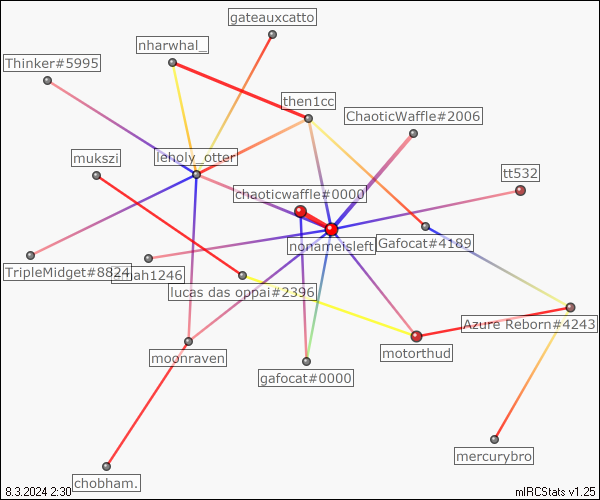 gateauxcatto
nharwhal_
Thinker#5995
then1cc
ChaoticWaffle#2006
mukszi
leholy_otter
tt532
chaoticwaffle#0000
nonameisleft
Gafocat#4189
TripleMidget#8824
lucas das oppai#2396
Azure Reborn#4243
moonraven
motorthud
gafocat#0000
mercurybro
chobham.
8.3.2024 2:30
mIRCStats v1.25